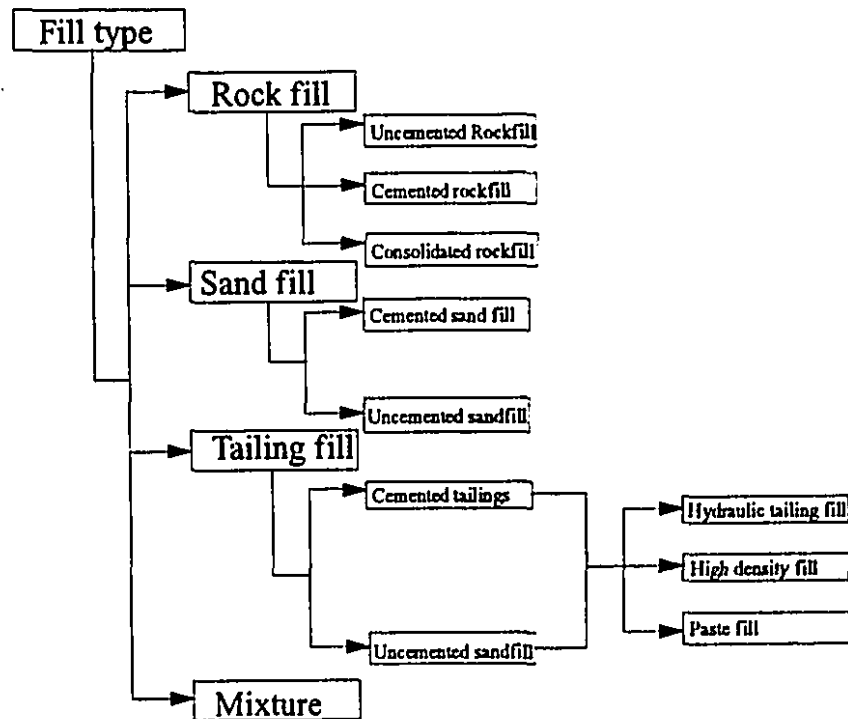 Fill type
Rock fill
Uncemented Rockfill
Cemented rockfill
Consolidated rockfill
Sand fill
Cemented sand fill
Uncemented sandfill
Tailing fill
Cemented tailings
Uncemented sandfill
Hydraulic tailing fill
High density fill
Paste fill
Mixture